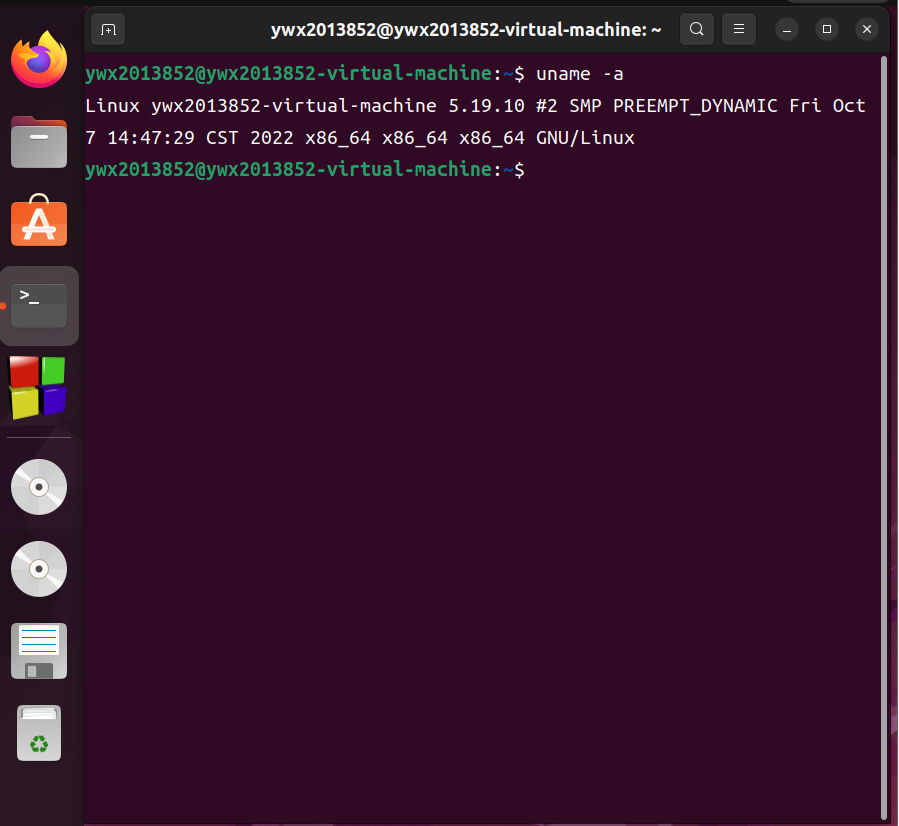 ywx2013852@ywx2013852-virtual-machine: ~
ywx2013852@ywx2013852-virtual-machine:~$ uname -a
Linux ywx2013852-virtual-machine 5.19.10 #2 SMP PREEMPT_DYNAMIC Fri Oct
7 14:47:29 CST 2022 x86_64 x86_64 x86_64 GNU/Linux
ywx2013852@ywx2013852-virtual-machine:~$